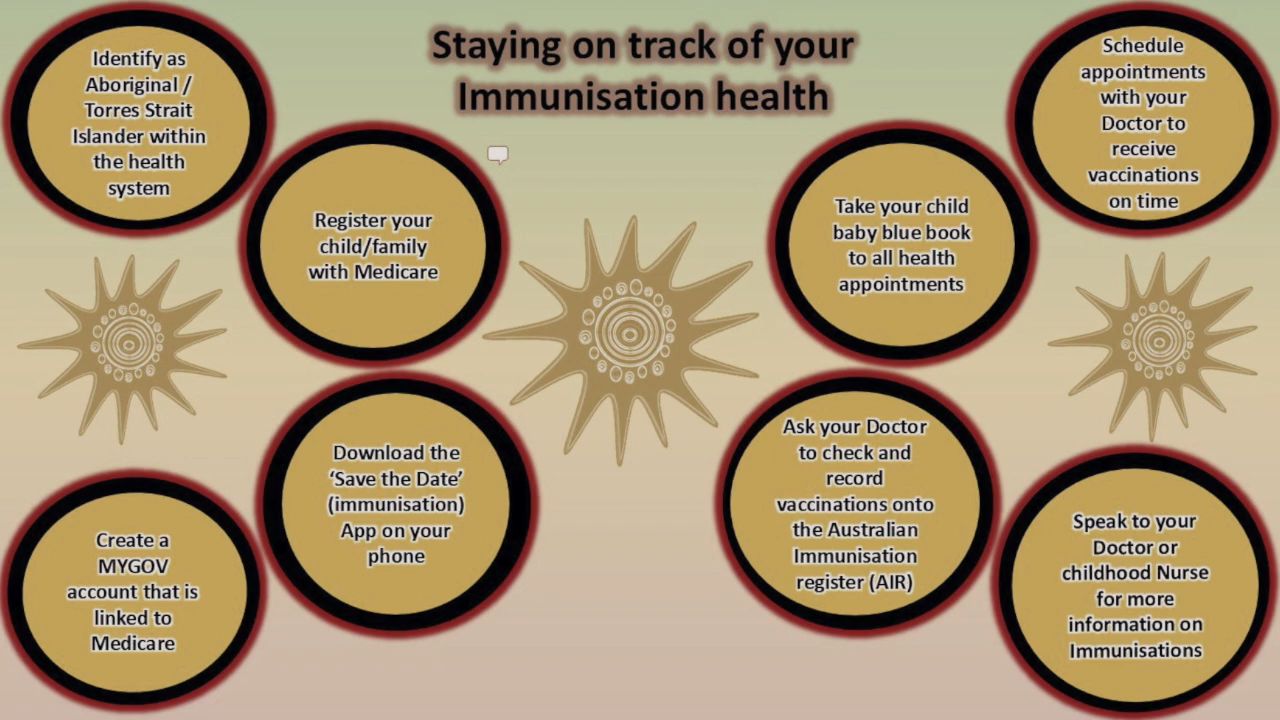 Staying on track of your
Immunisation health
Identify as
Aboriginal /
Torres Strait
Islander within
the health
system
Register your
child/family
with Medicare
Take your child
baby blue book
to all health
appointments
Schedule
appointments
with your
Doctor to
receive
vaccinations
on time
Create a
MYGOV
account that is
linked to
Medicare
Download the
‘Save the Date’
(immunisation)
App on your
phone
Ask your Doctor
to check and
record
vaccinations onto
the Australian
Immunisation
register (AIR)
Speak to your
Doctor or
childhood Nurse
for more
information on
Immunisations